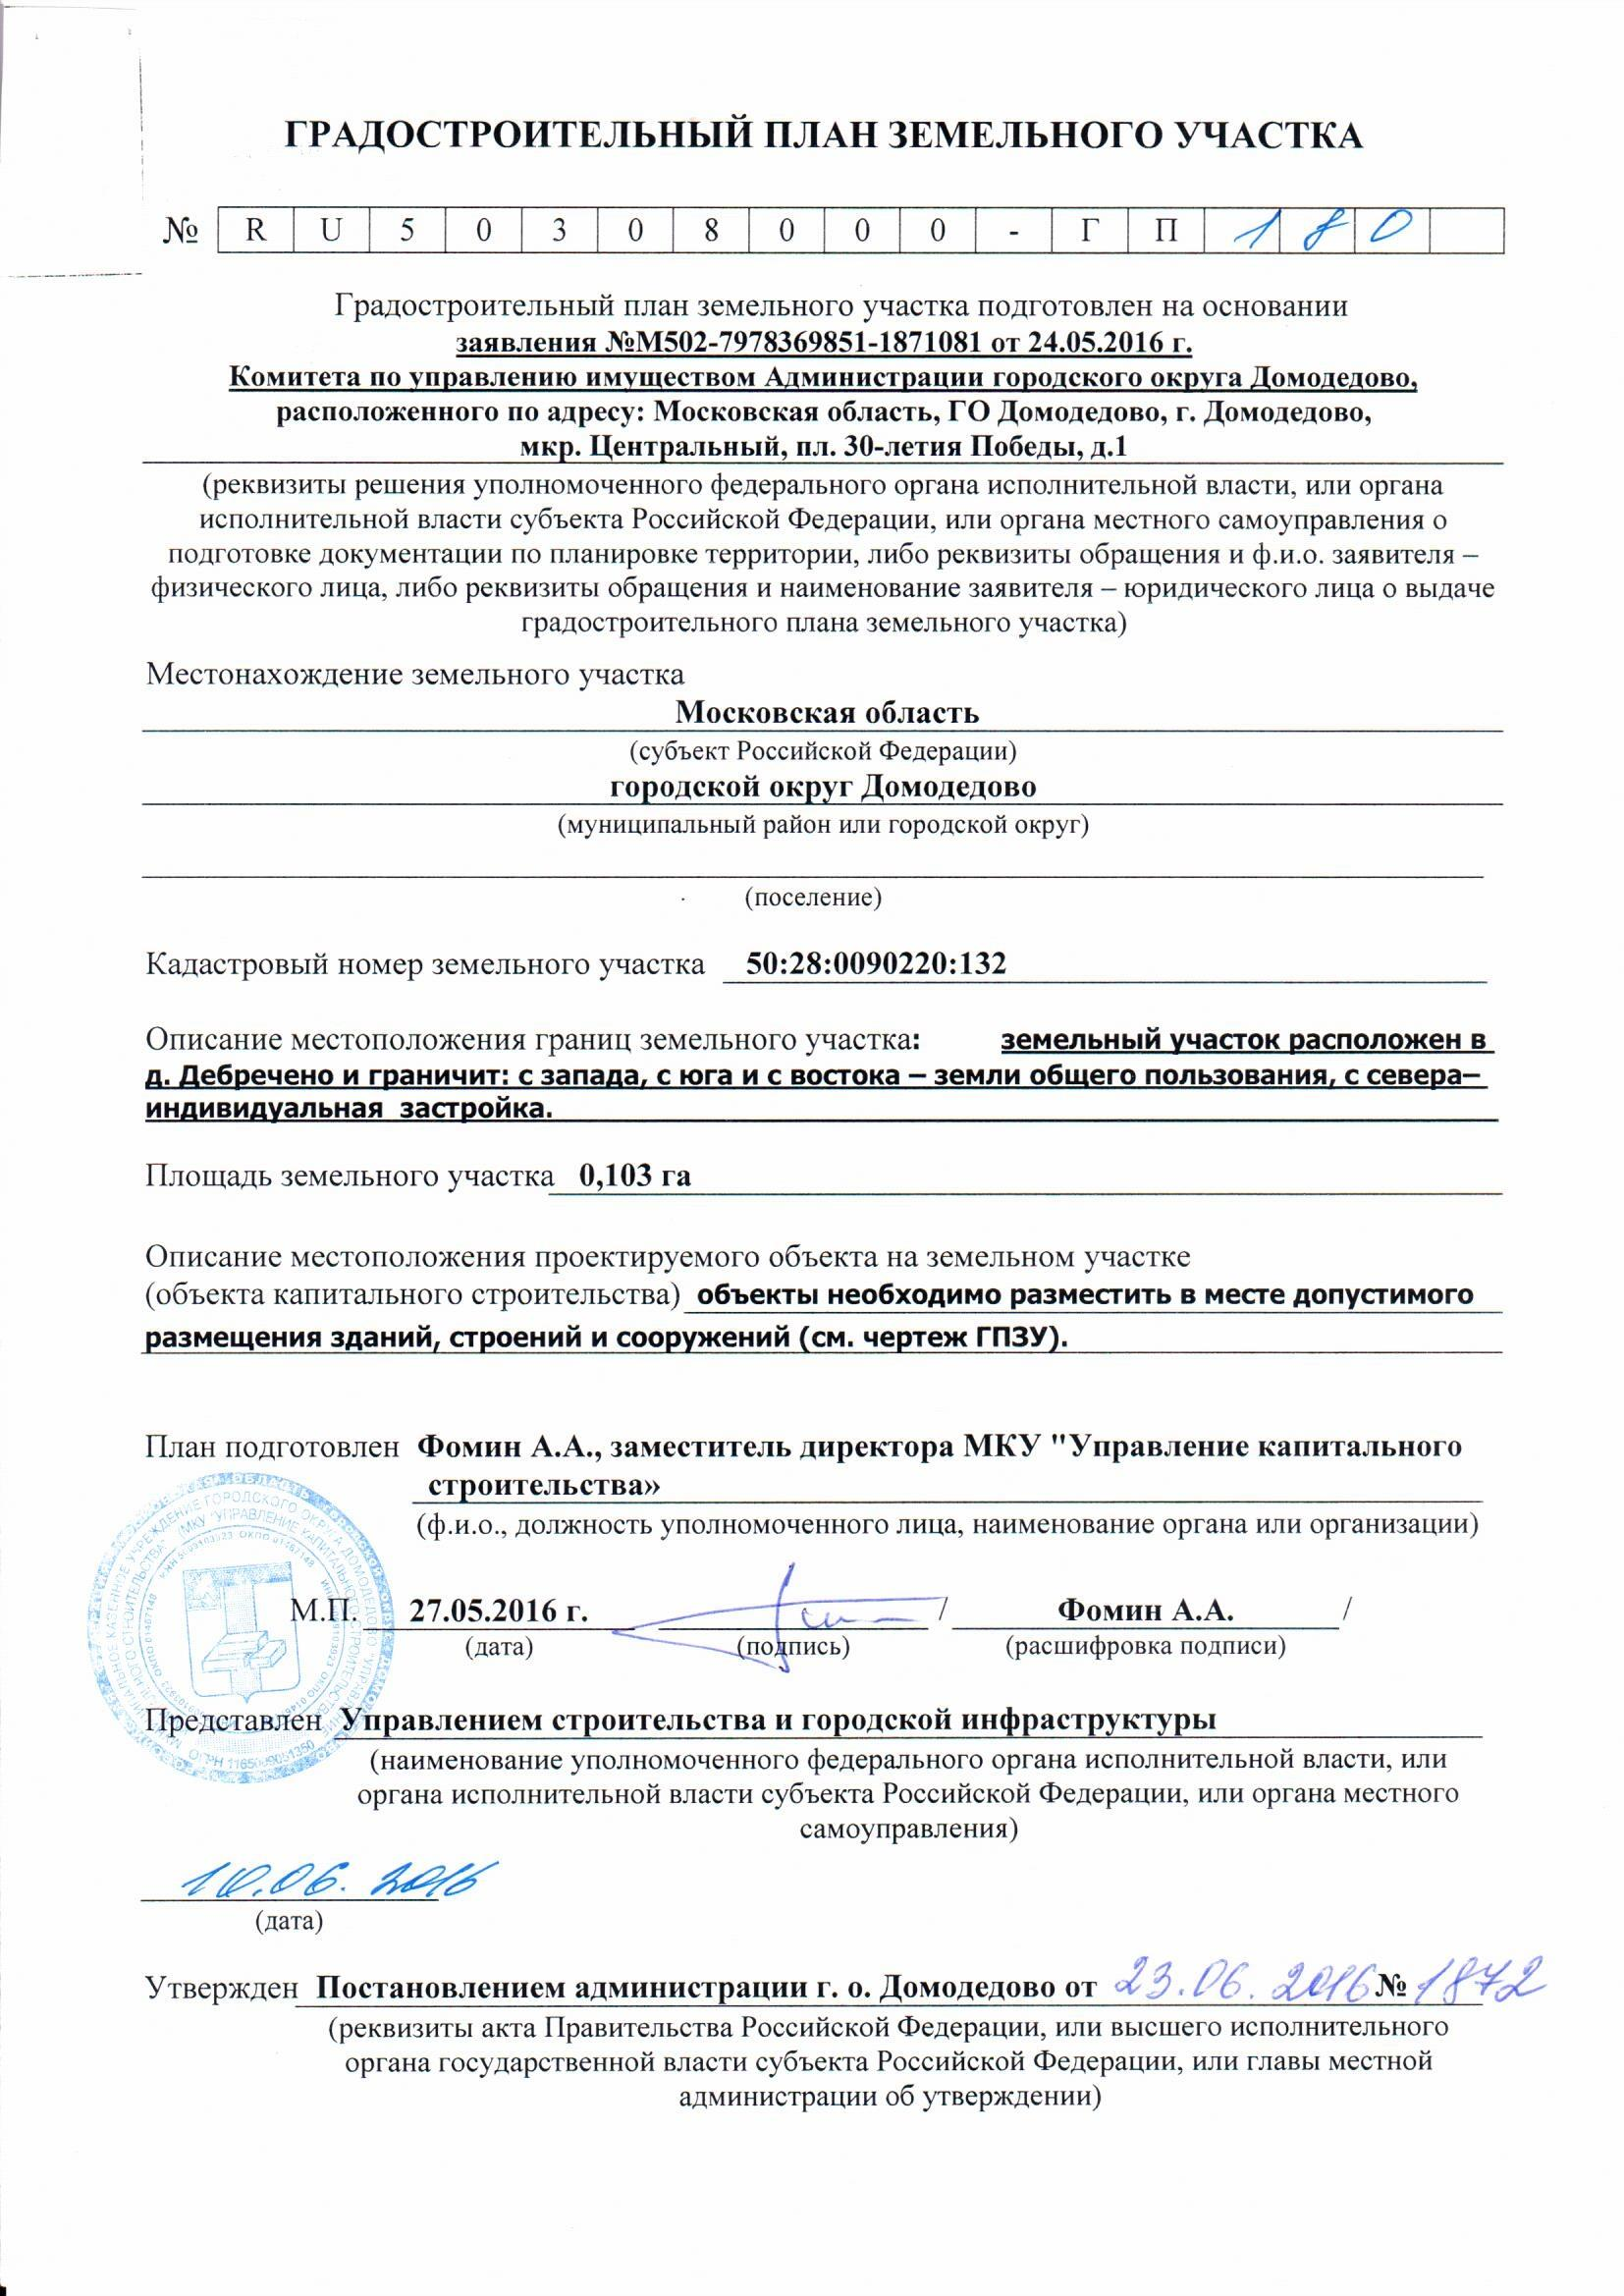 ГРАДОСТРОИТЕЛЬНЫЙ ПЛАН ЗЕМЕЛЬНОГО УЧАСТКА
№ R U 5 0 3 0 8 0 0 0 - Г П 1 8 0
Градостроительный план земельного участка подготовлен на основании
заявления №М502-7978369851-1871081 от 24.05.2016 г.
Комитета по управлению имуществом Администрации городского округа Домодедово,
расположенного по адресу: Московская область, ГО Домодедово, г. Домодедово,
мкр. Центральный, пл. 30-летия Победы, д.1
(реквизиты решения уполномоченного федерального органа исполнительной власти, или органа
исполнительной власти субъекта Российской Федерации, или органа местного самоуправления о
подготовке документации по планировке территории, либо реквизиты обращения и ф.и.о. заявителя –
физического лица, либо реквизиты обращения и наименование заявителя – юридического лица о выдаче
градостроительного плана земельного участка)
Местонахождение земельного участка
Московская область
(субъект Российской Федерации)
городской округ Домодедово
(муниципальный район или городской округ)
(поселение)
Кадастровый номер земельного участка 50:28:0090220:132
Описание местоположения границ земельного участка: земельный участок расположен в
д. Дебречено и граничит: с запада, с юга и с востока – земли общего пользования, с севера–
индивидуальная застройка.
Площадь земельного участка 0,103 га
Описание местоположения проектируемого объекта на земельном участке
(объекта капитального строительства) объекты необходимо разместить в месте допустимого
размещения зданий, строений и сооружений (см. чертеж ГПЗУ).
План подготовлен Фомин А.А., заместитель директора МКУ "Управление капитального
строительства»
(ф.и.о., должность уполномоченного лица, наименование органа или организации)
М.П. 27.05.2016 г. / Фомин А.А. /
(дата) (подпись) (расшифровка подписи)
Представлен Управлением строительства и городской инфраструктуры
(наименование уполномоченного федерального органа исполнительной власти, или
органа исполнительной власти субъекта Российской Федерации, или органа местного
самоуправления)
10.06.2016
(дата)
Утвержден Постановлением администрации г. о. Домодедово от 23.06.2016 № 1872
(реквизиты акта Правительства Российской Федерации, или высшего исполнительного
органа государственной власти субъекта Российской Федерации, или главы местной
администрации об утверждении)